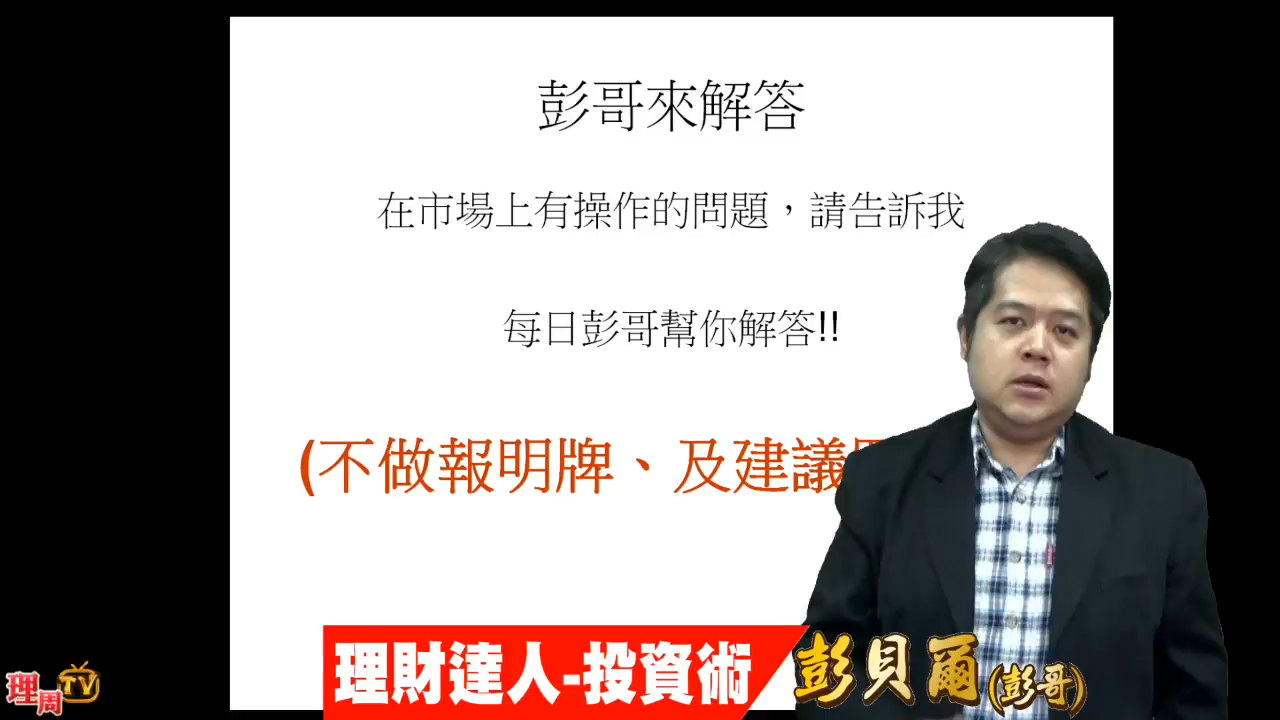 彭哥來解答
在市場上有操作的問題，請告訴我
每日彭哥幫你解答!!
(不做報明牌、及建議
理財達人-投資術
彭貝爾(彭哥)
理周TV